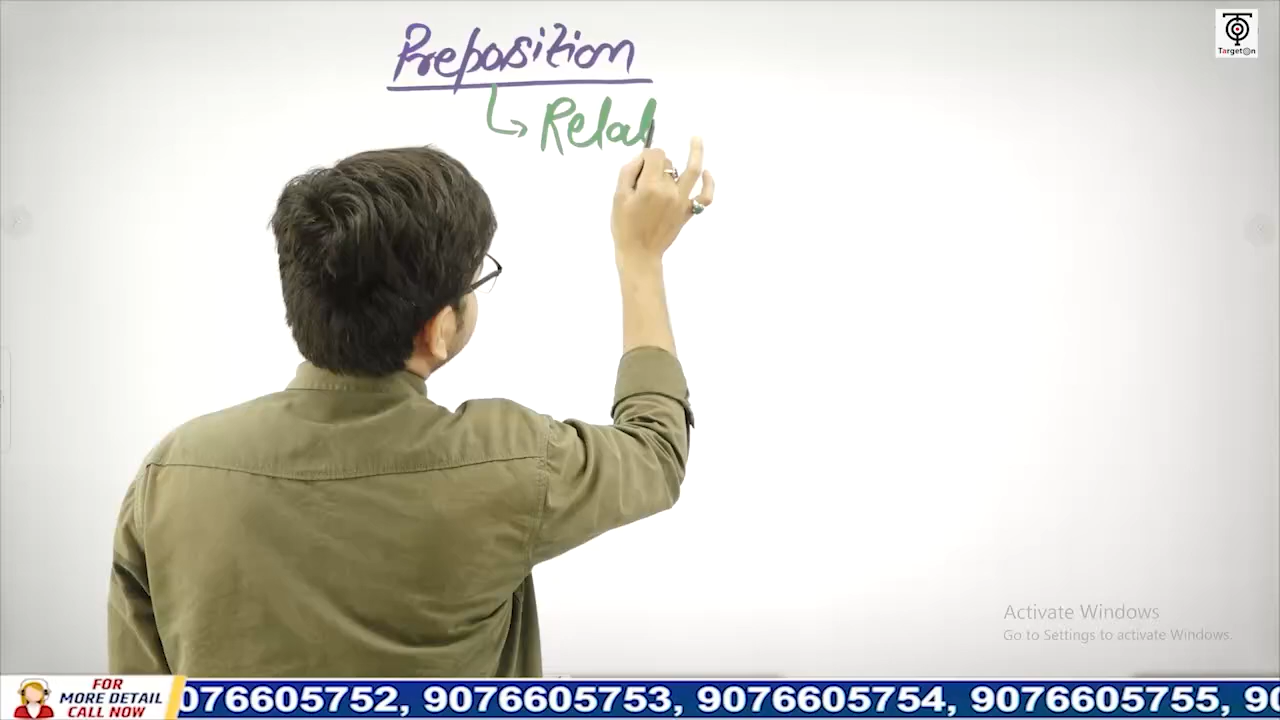 Preposition
Relat
TargetOn
Activate Windows
Go to Settings to activate Windows.
FOR
MORE DETAIL
CALL NOW
076605752, 9076605753, 9076605754, 9076605755, 90